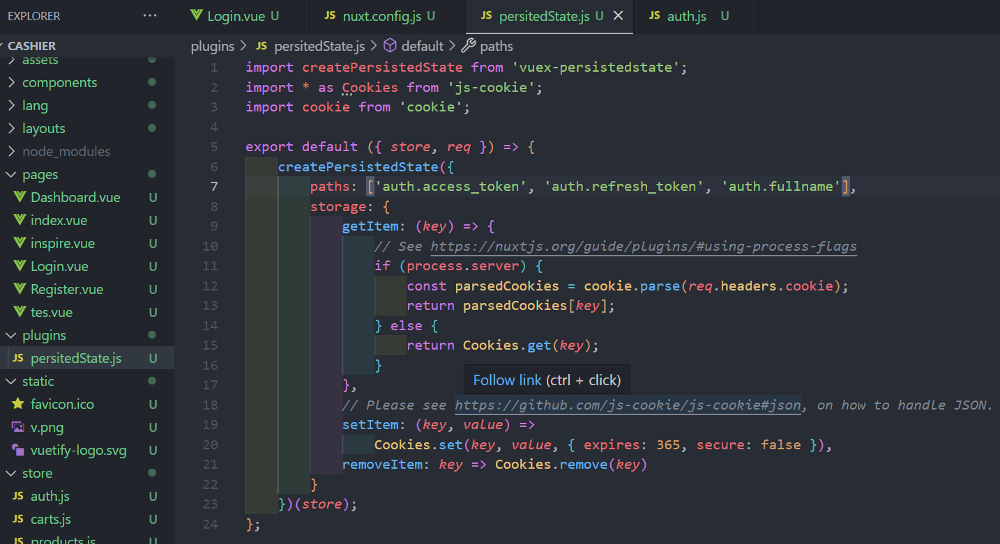 EXPLORER ...
Login.vue U
JS nuxt.config.js U
JS persitedState.js U
JS auth.js U
CASHIER
assets
components
lang
layouts
node_modules
pages
Dashboard.vue U
index.vue U
inspire.vue U
Login.vue U
Register.vue U
tes.vue U
plugins
JS persitedState.js U
static
favicon.ico U
v.png U
vuetify-logo.svg U
store
JS auth.js U
JS carts.js U
JS products.js U
plugins > JS persitedState.js > default > paths
1 import createPersistedState from 'vuex-persistedstate';
2 import * as Cookies from 'js-cookie';
3 import cookie from 'cookie';
4
5 export default ({ store, req }) => {
6 createPersistedState({
7 paths: ['auth.access_token', 'auth.refresh_token', 'auth.fullname'],
8 storage: {
9 getItem: (key) => {
10 // See https://nuxtjs.org/guide/plugins/#using-process-flags
11 if (process.server) {
12 const parsedCookies = cookie.parse(req.headers.cookie);
13 return parsedCookies[key];
14 } else {
15 return Cookies.get(key);
16 }
17 },
Follow link (ctrl + click)
18 // Please see https://github.com/js-cookie/js-cookie#json, on how to handle JSON.
19 setItem: (key, value) =>
20 Cookies.set(key, value, { expires: 365, secure: false }),
21 removeItem: key => Cookies.remove(key)
22 }
23 })(store);
24 };